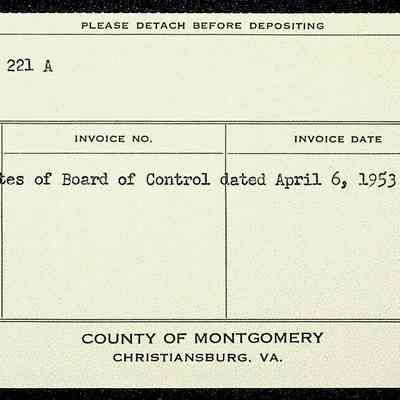 PLEASE DETACH BEFORE DEPOSITING
221 A
INVOICE NO. INVOICE DATE
tes of Board of Control dated April 6, 1953
COUNTY OF MONTGOMERY
CHRISTIANSBURG, VA.